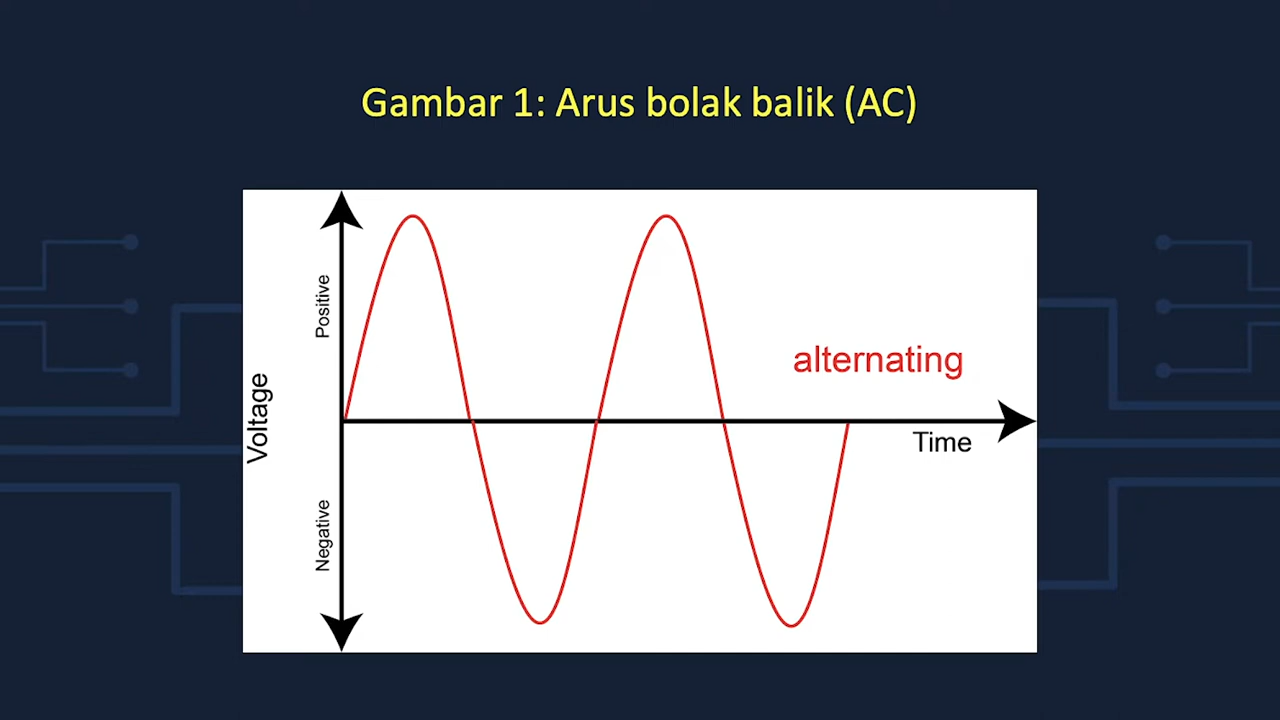 Gambar 1: Arus bolak balik (AC)
Positive
Voltage
alternating
Time
Negative